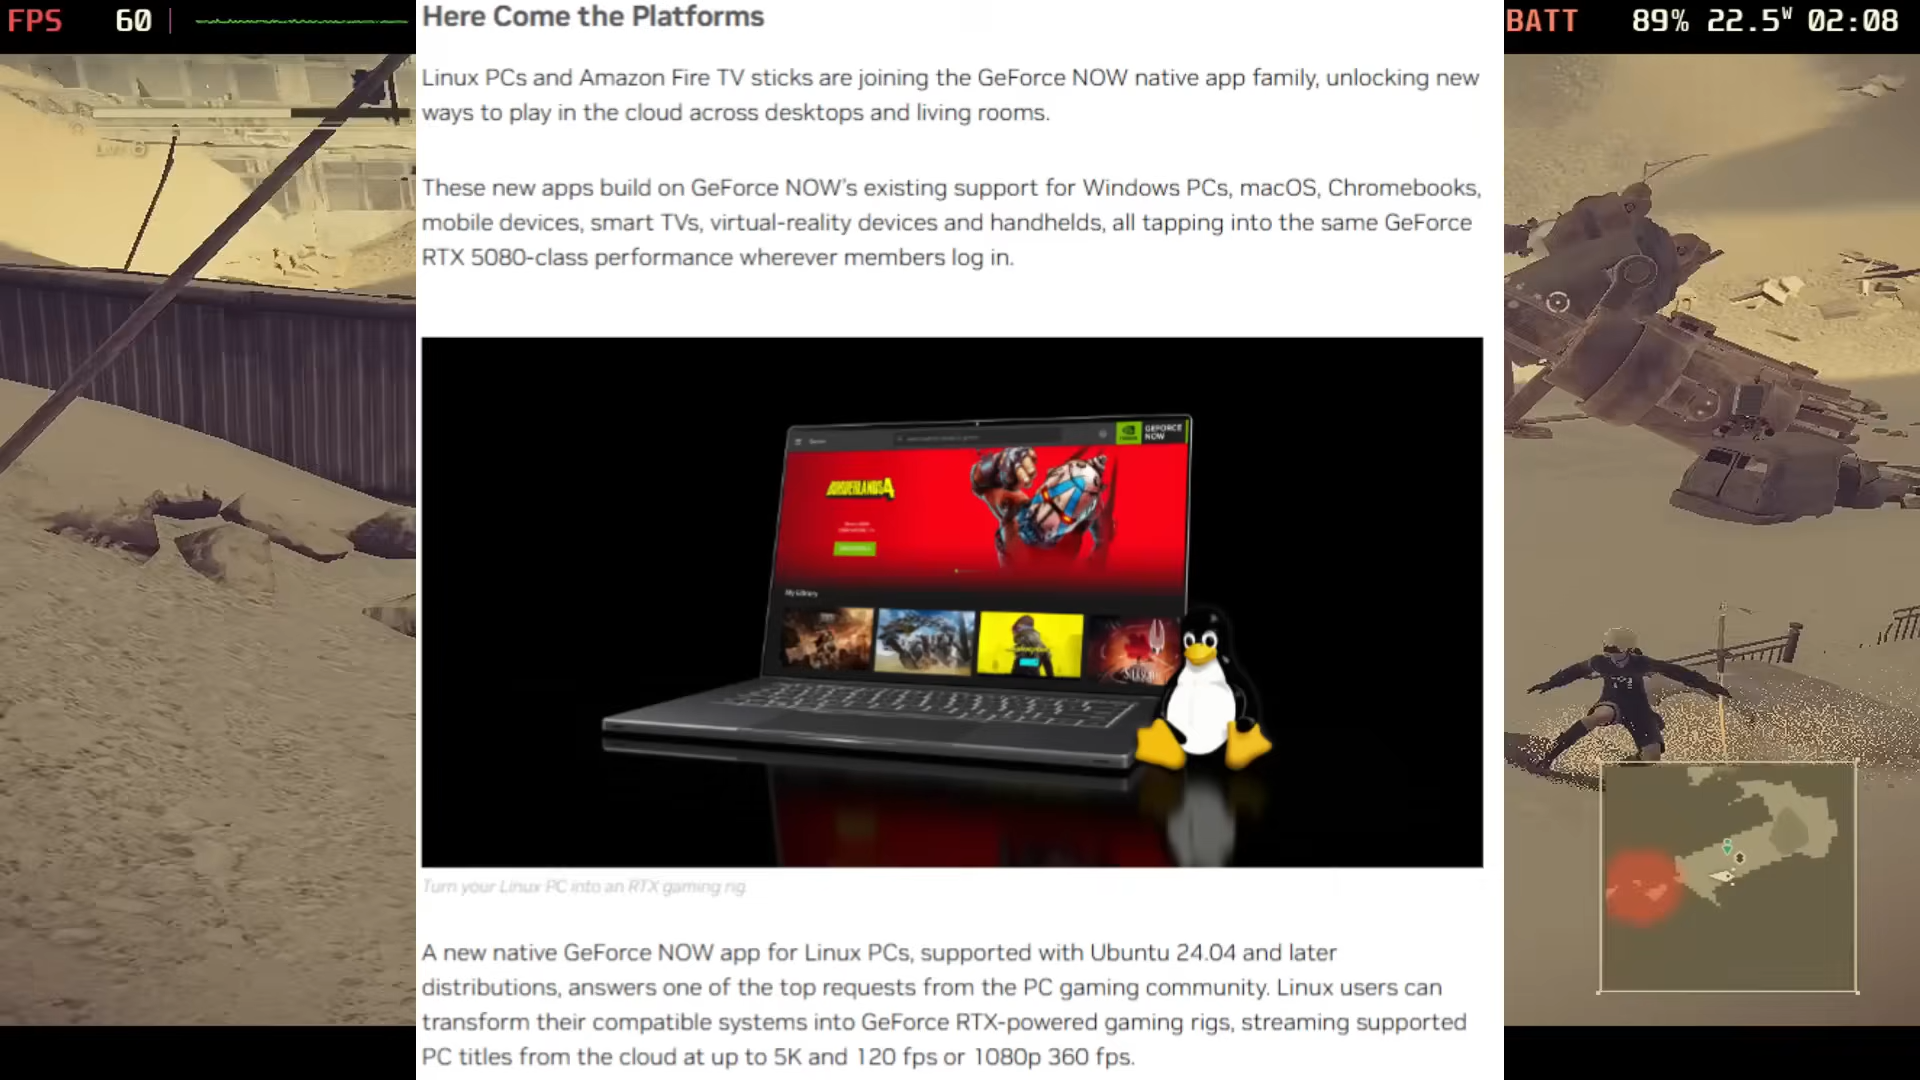 FPS 60
BATT 89% 22.5W 02:08
Here Come the Platforms
Linux PCs and Amazon Fire TV sticks are joining the GeForce NOW native app family, unlocking new
ways to play in the cloud across desktops and living rooms.
These new apps build on GeForce NOW's existing support for Windows PCs, macOS, Chromebooks,
mobile devices, smart TVs, virtual-reality devices and handhelds, all tapping into the same GeForce
RTX 5080-class performance wherever members log in.
GEFORCE
NOW
BORDERLANDS 4
My Library
Turn your Linux PC into an RTX gaming rig
A new native GeForce NOW app for Linux PCs, supported with Ubuntu 24.04 and later
distributions, answers one of the top requests from the PC gaming community. Linux users can
transform their compatible systems into GeForce RTX-powered gaming rigs, streaming supported
PC titles from the cloud at up to 5K and 120 fps or 1080p 360 fps.